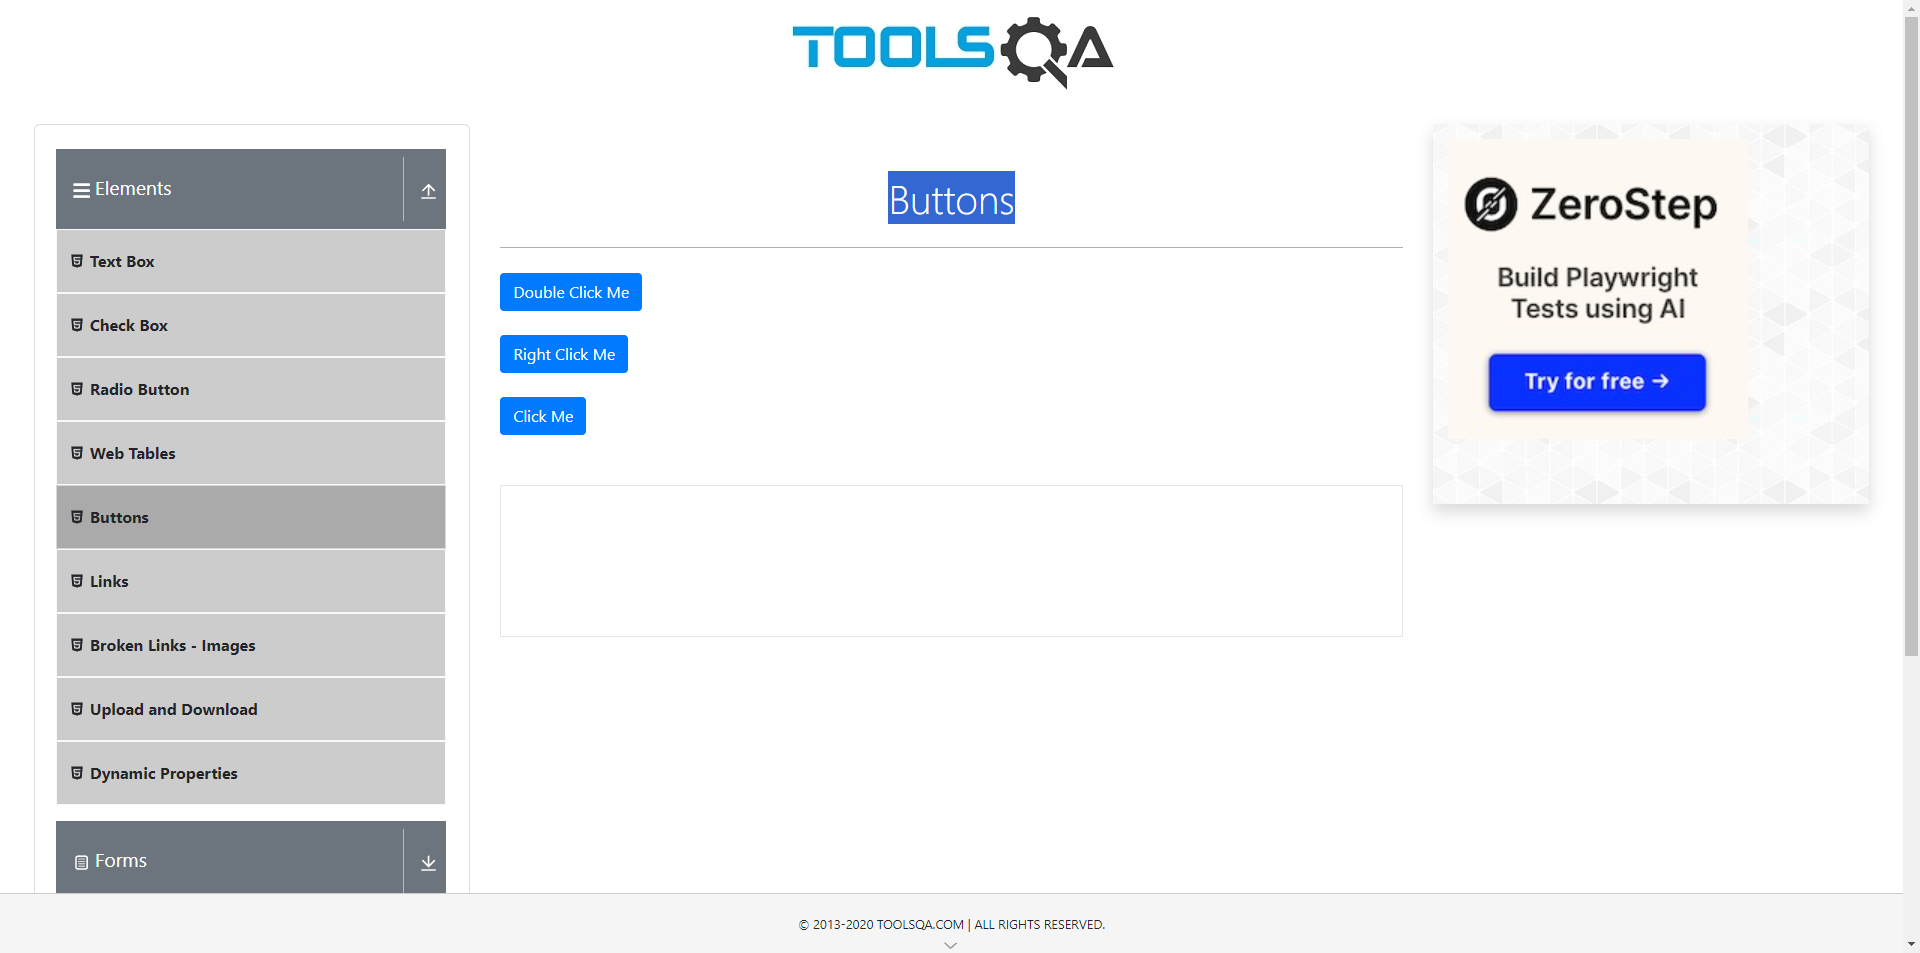 TOOLSQA
Elements
Text Box
Check Box
Radio Button
Web Tables
Buttons
Links
Broken Links - Images
Upload and Download
Dynamic Properties
Forms
Buttons
Double Click Me
Right Click Me
Click Me
ZeroStep
Build Playwright
Tests using AI
Try for free →
© 2013-2020 TOOLSQA.COM | ALL RIGHTS RESERVED.